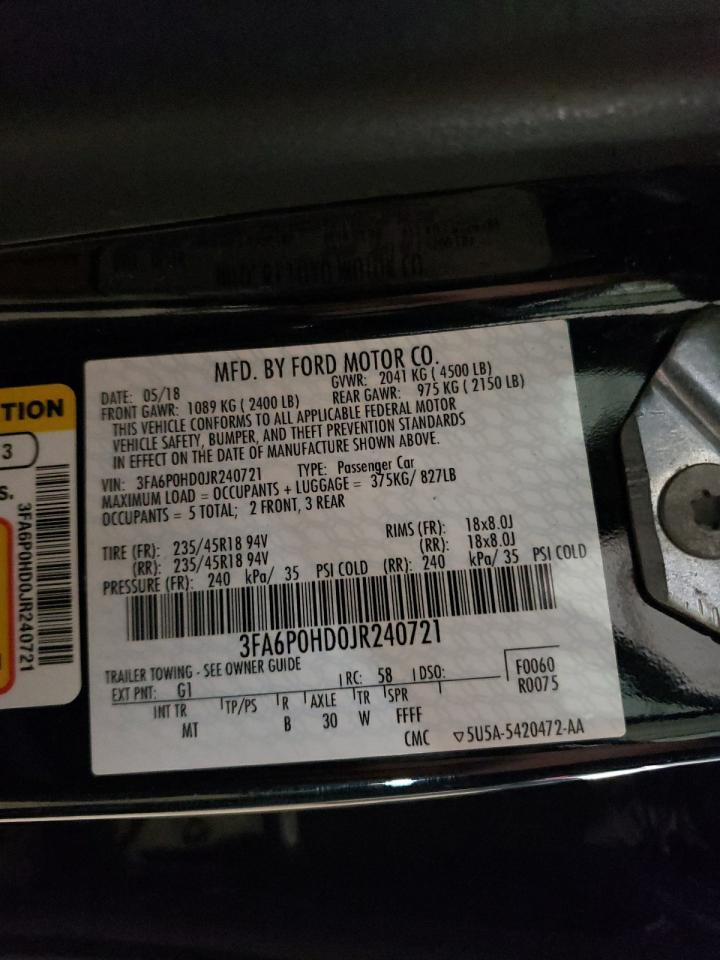 MFD. BY FORD MOTOR CO.
DATE: 05/18 GVWR: 2041 KG ( 4500 LB)
FRONT GAWR: 1089 KG ( 2400 LB) REAR GAWR: 975 KG ( 2150 LB)
THIS VEHICLE CONFORMS TO ALL APPLICABLE FEDERAL MOTOR
VEHICLE SAFETY, BUMPER, AND THEFT PREVENTION STANDARDS
IN EFFECT ON THE DATE OF MANUFACTURE SHOWN ABOVE.
VIN: 3FA6P0HD0JR240721 TYPE: Passenger Car
MAXIMUM LOAD = OCCUPANTS + LUGGAGE = 375KG/ 827LB
OCCUPANTS = 5 TOTAL; 2 FRONT, 3 REAR
TIRE (FR): 235/45R18 94V RIMS (FR): 18x8.0J
(RR): 235/45R18 94V (RR): 18x8.0J
PRESSURE (FR): 240 kPa/ 35 PSI COLD (RR): 240 kPa/ 35 PSI COLD
3FA6P0HD0JR240721
TRAILER TOWING - SEE OWNER GUIDE
EXT PNT: G1 RC: 58 DSO: F0060
R0075
INT TR TP/PS R AXLE TR SPR
MT B 30 W FFFF
CMC ▽5U5A-5420472-AA
TION
3
S.
3FA6P0HD0JR240721